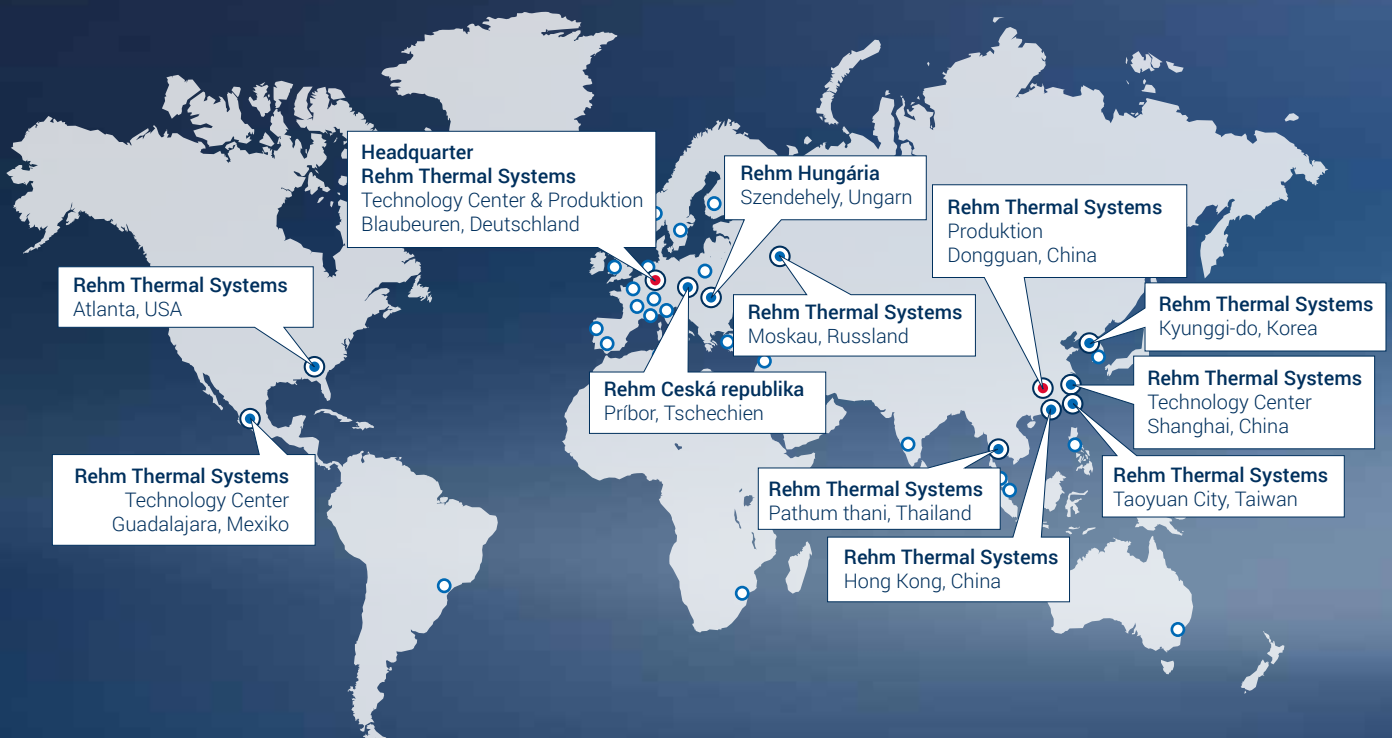 Headquarter
Rehm Thermal Systems
Technology Center & Produktion
Blaubeuren, Deutschland
Rehm Hungária
Szendehely, Ungarn
Rehm Thermal Systems
Produktion
Dongguan, China
Rehm Thermal Systems
Atlanta, USA
Rehm Thermal Systems
Moskau, Russland
Rehm Thermal Systems
Kyunggi-do, Korea
Rehm Ceská republika
Príbor, Tschechien
Rehm Thermal Systems
Technology Center
Shanghai, China
Rehm Thermal Systems
Technology Center
Guadalajara, Mexiko
Rehm Thermal Systems
Pathum thani, Thailand
Rehm Thermal Systems
Taoyuan City, Taiwan
Rehm Thermal Systems
Hong Kong, China